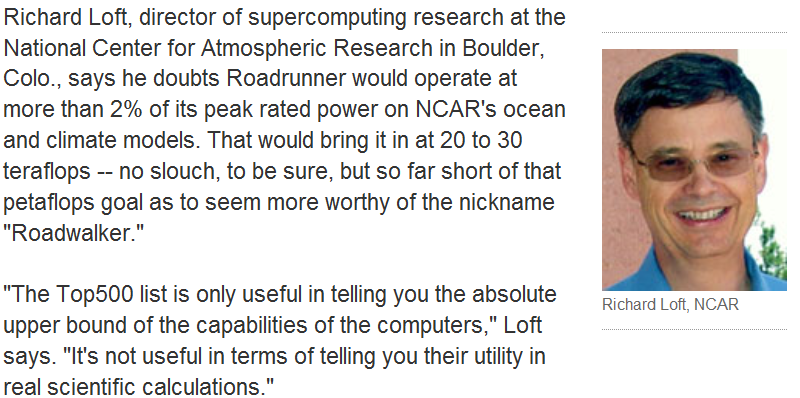 Richard Loft, director of supercomputing research at the
National Center for Atmospheric Research in Boulder,
Colo., says he doubts Roadrunner would operate at
more than 2% of its peak rated power on NCAR's ocean
and climate models. That would bring it in at 20 to 30
teraflops -- no slouch, to be sure, but so far short of that
petaflops goal as to seem more worthy of the nickname
"Roadwalker."
"The Top500 list is only useful in telling you the absolute
upper bound of the capabilities of the computers," Loft
says. "It's not useful in terms of telling you their utility in
real scientific calculations."
Richard Loft, NCAR